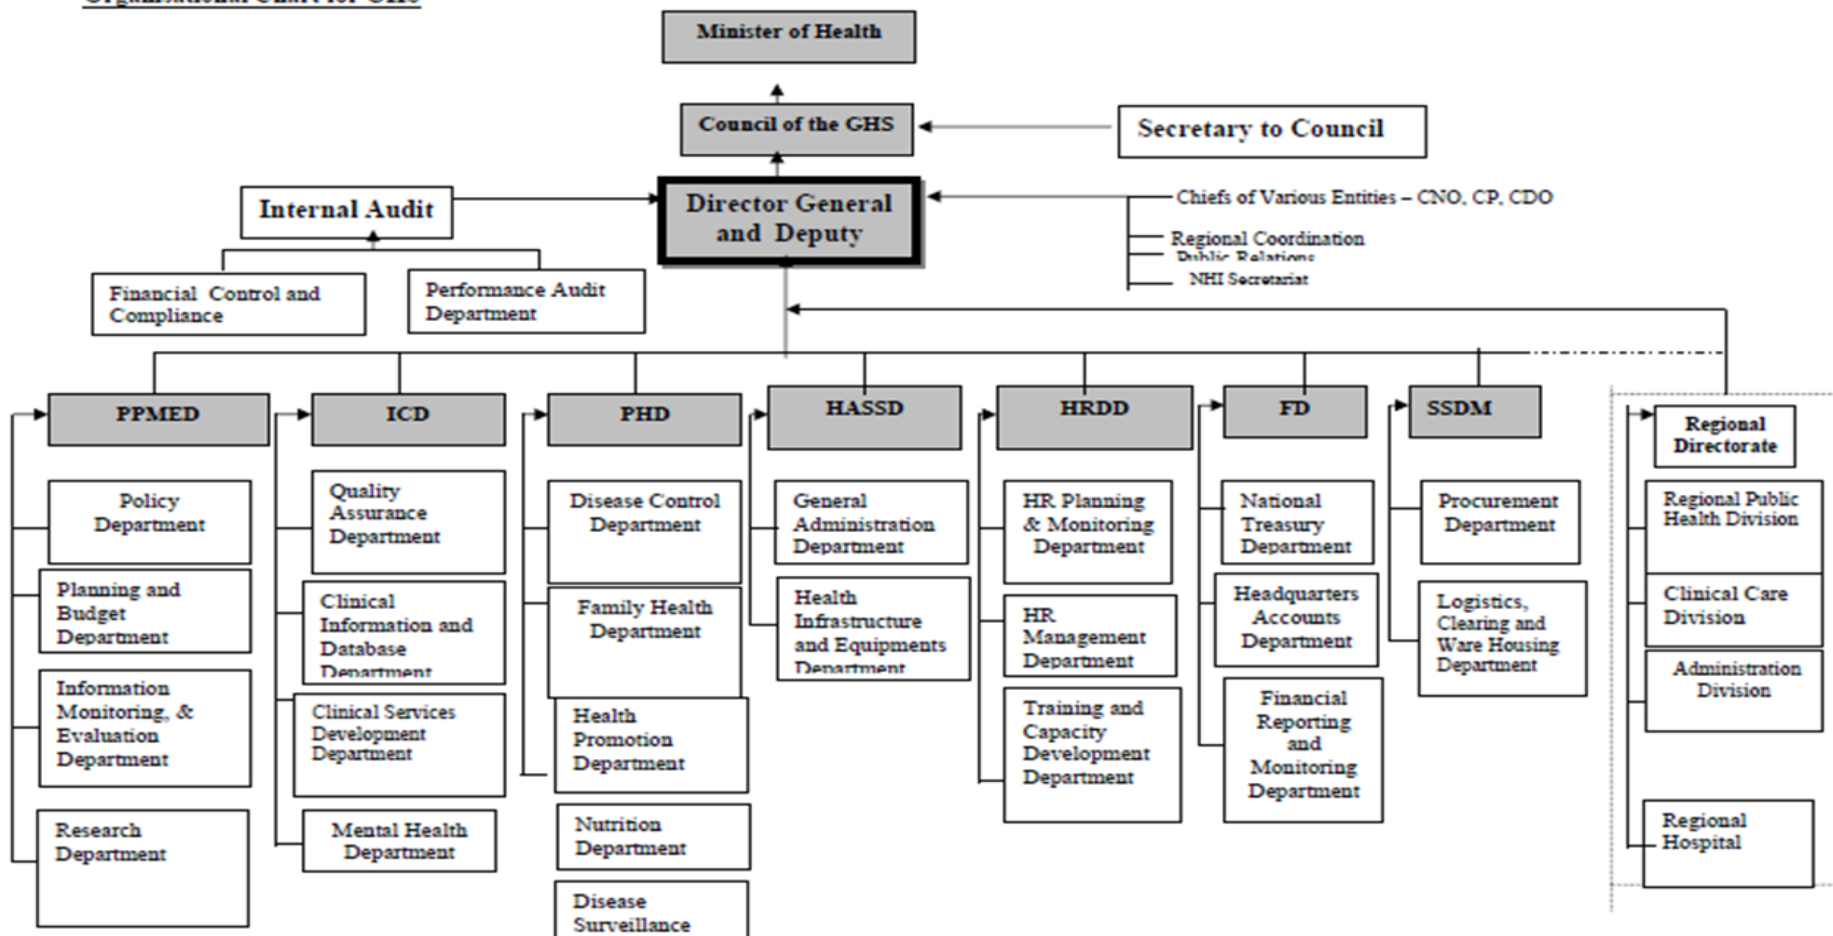 Organisational Chart for GHS
Minister of Health
Council of the GHS
Secretary to Council
Internal Audit
Director General
and Deputy
Chiefs of Various Entities – CNO, CP, CDO
Regional Coordination
Public Relations
NHI Secretariat
Financial Control and
Compliance
Performance Audit
Department
PPMED
Policy
Department
Planning and
Budget
Department
Information
Monitoring, &
Evaluation
Department
Research
Department
ICD
Quality
Assurance
Department
Clinical
Information and
Database
Department
Clinical Services
Development
Department
Mental Health
Department
PHD
Disease Control
Department
Family Health
Department
Health
Promotion
Department
Nutrition
Department
Disease
Surveillance
HASSD
General
Administration
Department
Health
Infrastructure
and Equipments
Department
HRDD
HR Planning
& Monitoring
Department
HR
Management
Department
Training and
Capacity
Development
Department
FD
National
Treasury
Department
Headquarters
Accounts
Department
Financial
Reporting
and
Monitoring
Department
SSDM
Procurement
Department
Logistics,
Clearing and
Ware Housing
Department
Regional
Directorate
Regional Public
Health Division
Clinical Care
Division
Administration
Division
Regional
Hospital